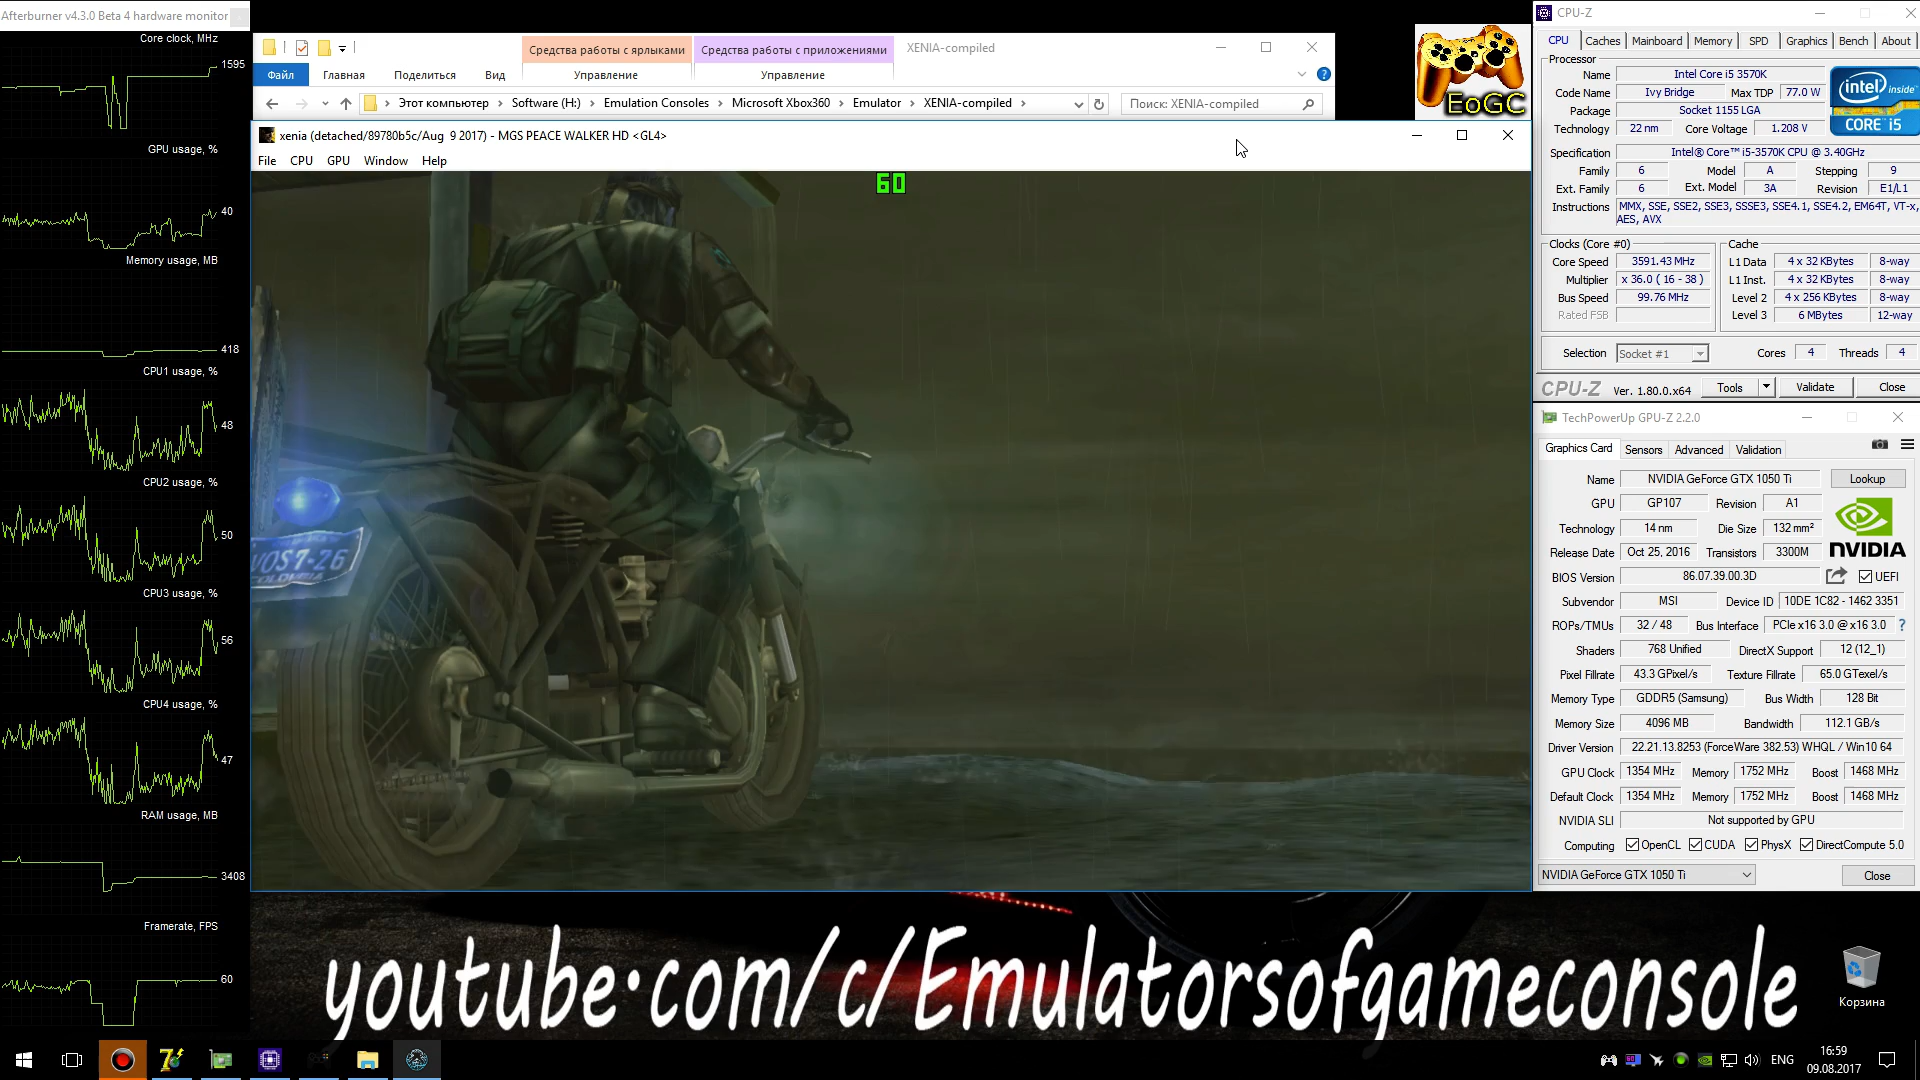 Afterburner v4.3.0 Beta 4 hardware monitor
Core clock, MHz
1595
GPU usage, %
40
Memory usage, MB
418
CPU1 usage, %
48
CPU2 usage, %
50
CPU3 usage, %
56
CPU4 usage, %
47
RAM usage, MB
3408
Framerate, FPS
60
Средства работы с ярлыками
Средства работы с приложениями
XENIA-compiled
Файл Главная Поделиться Вид Управление Управление
Этот компьютер Software (H:) Emulation Consoles Microsoft Xbox360 Emulator XENIA-compiled
Поиск: XENIA-compiled
EoGC
xenia (detached/89780b5c/Aug 9 2017) - MGS PEACE WALKER HD <GL4>
File CPU GPU Window Help
60
VOS7-26
COLOMBIA
CPU-Z
CPU Caches Mainboard Memory SPD Graphics Bench About
Processor
Name Intel Core i5 3570K
Code Name Ivy Bridge Max TDP 77.0 W
Package Socket 1155 LGA
Technology 22 nm Core Voltage 1.208 V
intel inside™
CORE i5
Specification Intel® Core™ i5-3570K CPU @ 3.40GHz
Family 6 Model A Stepping 9
Ext. Family 6 Ext. Model 3A Revision E1/L1
Instructions MMX, SSE, SSE2, SSE3, SSSE3, SSE4.1, SSE4.2, EM64T, VT-x,
AES, AVX
Clocks (Core #0) Cache
Core Speed 3591.43 MHz L1 Data 4 x 32 KBytes 8-way
Multiplier x 36.0 ( 16 - 38 ) L1 Inst. 4 x 32 KBytes 8-way
Bus Speed 99.76 MHz Level 2 4 x 256 KBytes 8-way
Rated FSB Level 3 6 MBytes 12-way
Selection Socket #1 Cores 4 Threads 4
CPU-Z Ver. 1.80.0.x64 Tools Validate Close
TechPowerUp GPU-Z 2.2.0
Graphics Card Sensors Advanced Validation
Name NVIDIA GeForce GTX 1050 Ti Lookup
GPU GP107 Revision A1
Technology 14 nm Die Size 132 mm²
Release Date Oct 25, 2016 Transistors 3300M
NVIDIA
BIOS Version 86.07.39.00.3D UEFI
Subvendor MSI Device ID 10DE 1C82 - 1462 3351
ROPs/TMUs 32 / 48 Bus Interface PCIe x16 3.0 @ x16 3.0 ?
Shaders 768 Unified DirectX Support 12 (12_1)
Pixel Fillrate 43.3 GPixel/s Texture Fillrate 65.0 GTexel/s
Memory Type GDDR5 (Samsung) Bus Width 128 Bit
Memory Size 4096 MB Bandwidth 112.1 GB/s
Driver Version 22.21.13.8253 (ForceWare 382.53) WHQL / Win10 64
GPU Clock 1354 MHz Memory 1752 MHz Boost 1468 MHz
Default Clock 1354 MHz Memory 1752 MHz Boost 1468 MHz
NVIDIA SLI Not supported by GPU
Computing OpenCL CUDA PhysX DirectCompute 5.0
NVIDIA GeForce GTX 1050 Ti Close
youtube.com/c/Emulatorsofgameconsole
Корзина
ENG
16:59
09.08.2017